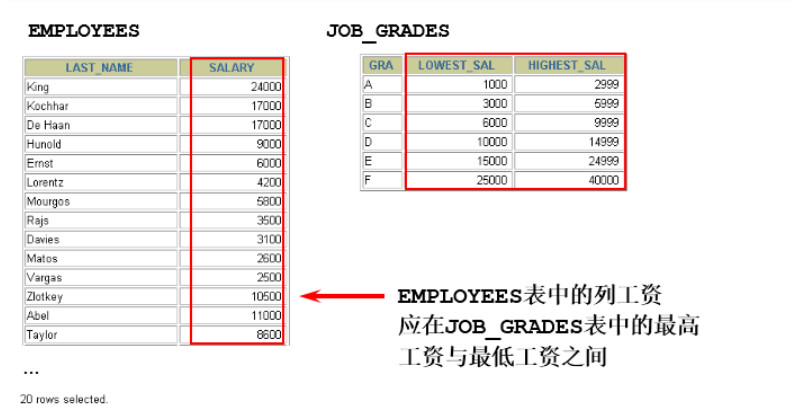 EMPLOYEES
JOB_GRADES
LAST_NAME SALARY
King 24000
Kochhar 17000
De Haan 17000
Hunold 9000
Ernst 6000
Lorentz 4200
Mourgos 5800
Rajs 3500
Davies 3100
Matos 2600
Vargas 2500
Zlotkey 10500
Abel 11000
Taylor 8600
...
20 rows selected.
GRA LOWEST_SAL HIGHEST_SAL
A 1000 2999
B 3000 5999
C 6000 9999
D 10000 14999
E 15000 24999
F 25000 40000
EMPLOYEES表中的列工资
应在JOB_GRADES表中的最高
工资与最低工资之间